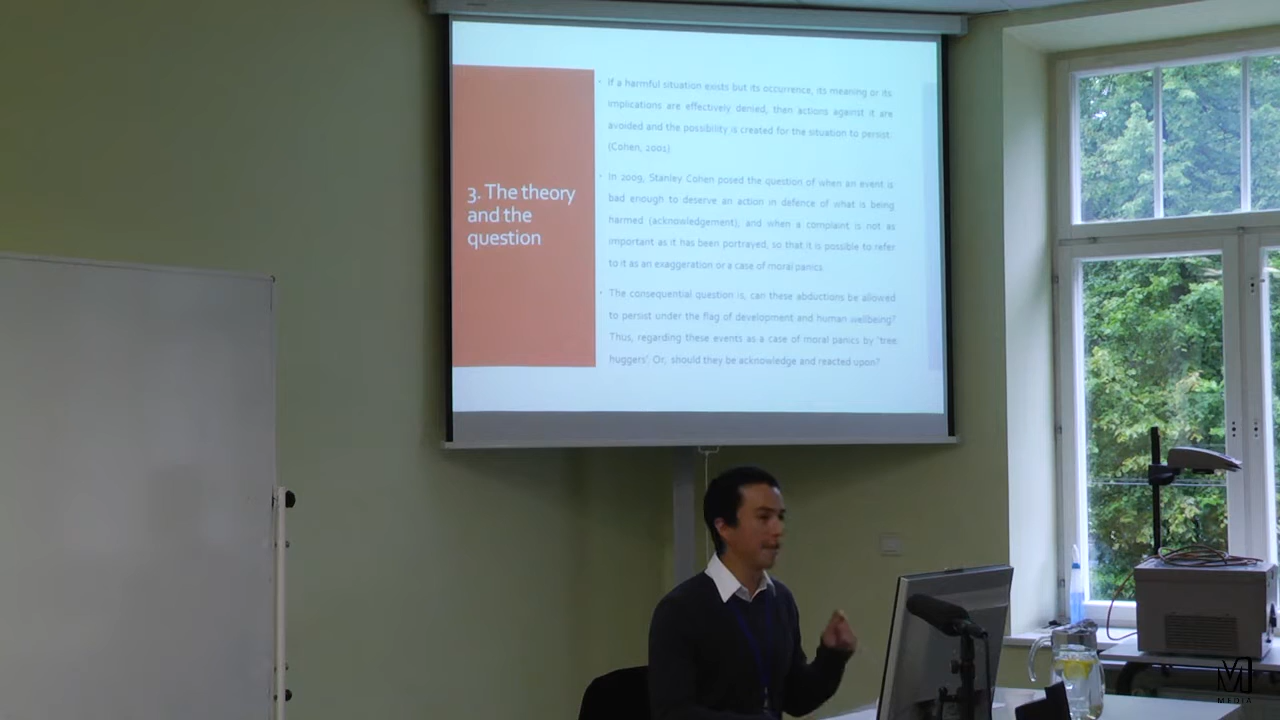 3. The theory
and the
question
• If a harmful situation exists but its occurrence, its meaning or its
implications are effectively denied, than actions against it are
avoided and the possibility is created for the situation to persist.
(Cohen, 2001)
• In 2009, Stanley Cohen posed the question of when an event is
bad enough to deserve an action in defence of what is being
harmed (acknowledgement), and when a complaint is not as
important as it has been portrayed, so that it is possible to refer
to it as an exaggeration or a case of moral panics.
• The consequential question is, can these abductions be allowed
to persist under the flag of development and human wellbeing?
Thus, regarding these events as a case of moral panics by 'tree
huggers'. Or, should they be acknowledge and reacted upon?
MJ
MEDIA